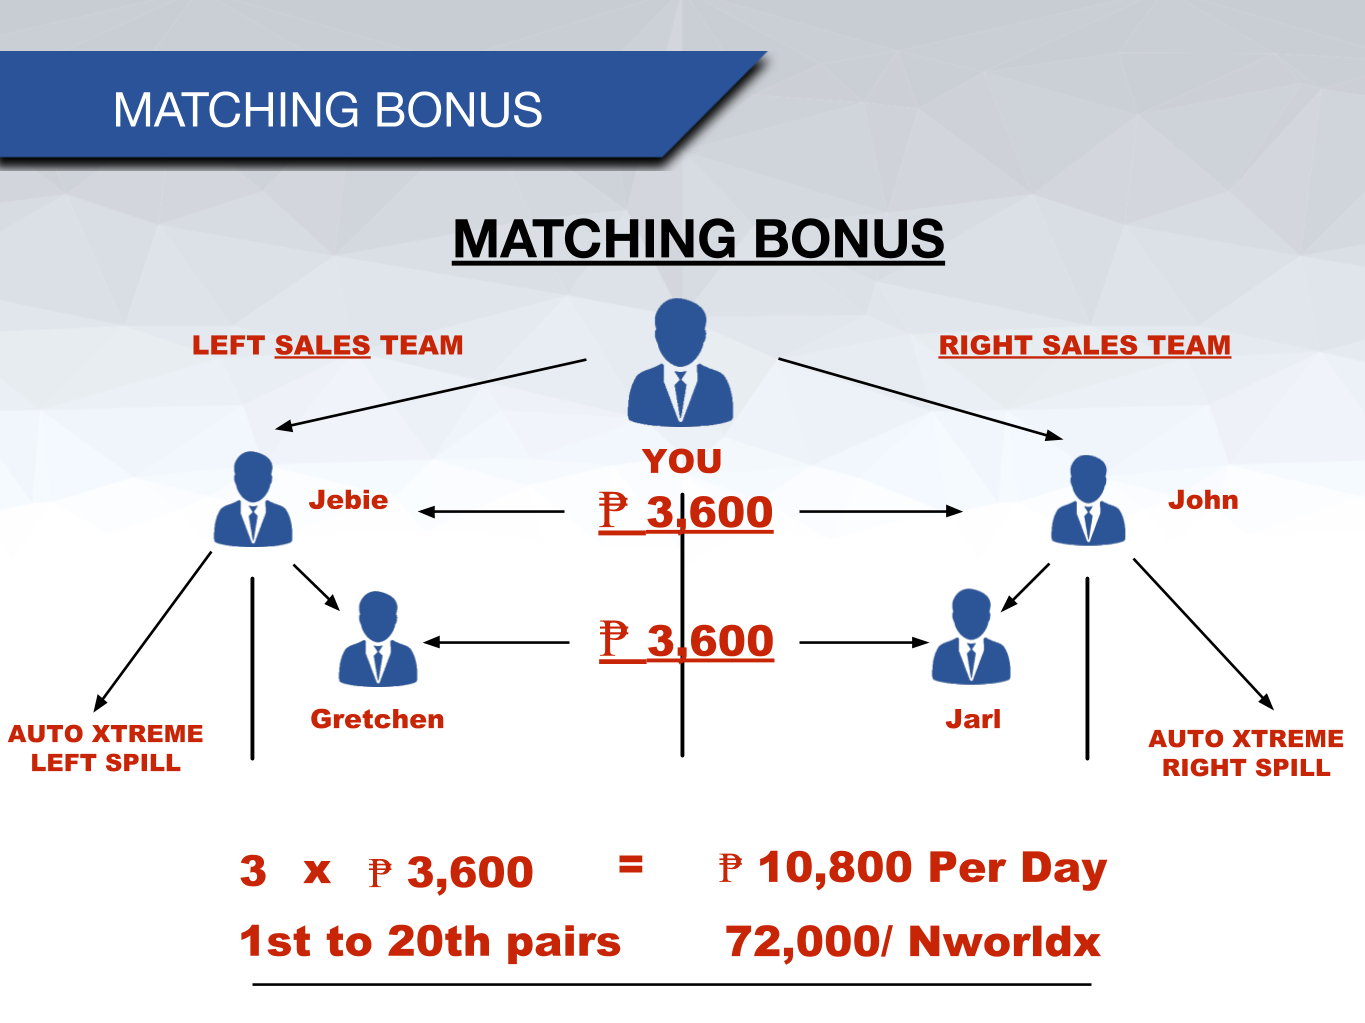 MATCHING BONUS
MATCHING BONUS
LEFT SALES TEAM
RIGHT SALES TEAM
YOU
Jebie
₱ 3,600
John
₱ 3,600
Gretchen
Jarl
AUTO XTREME
LEFT SPILL
AUTO XTREME
RIGHT SPILL
3 x ₱ 3,600 = ₱ 10,800 Per Day
1st to 20th pairs 72,000/ Nworldx